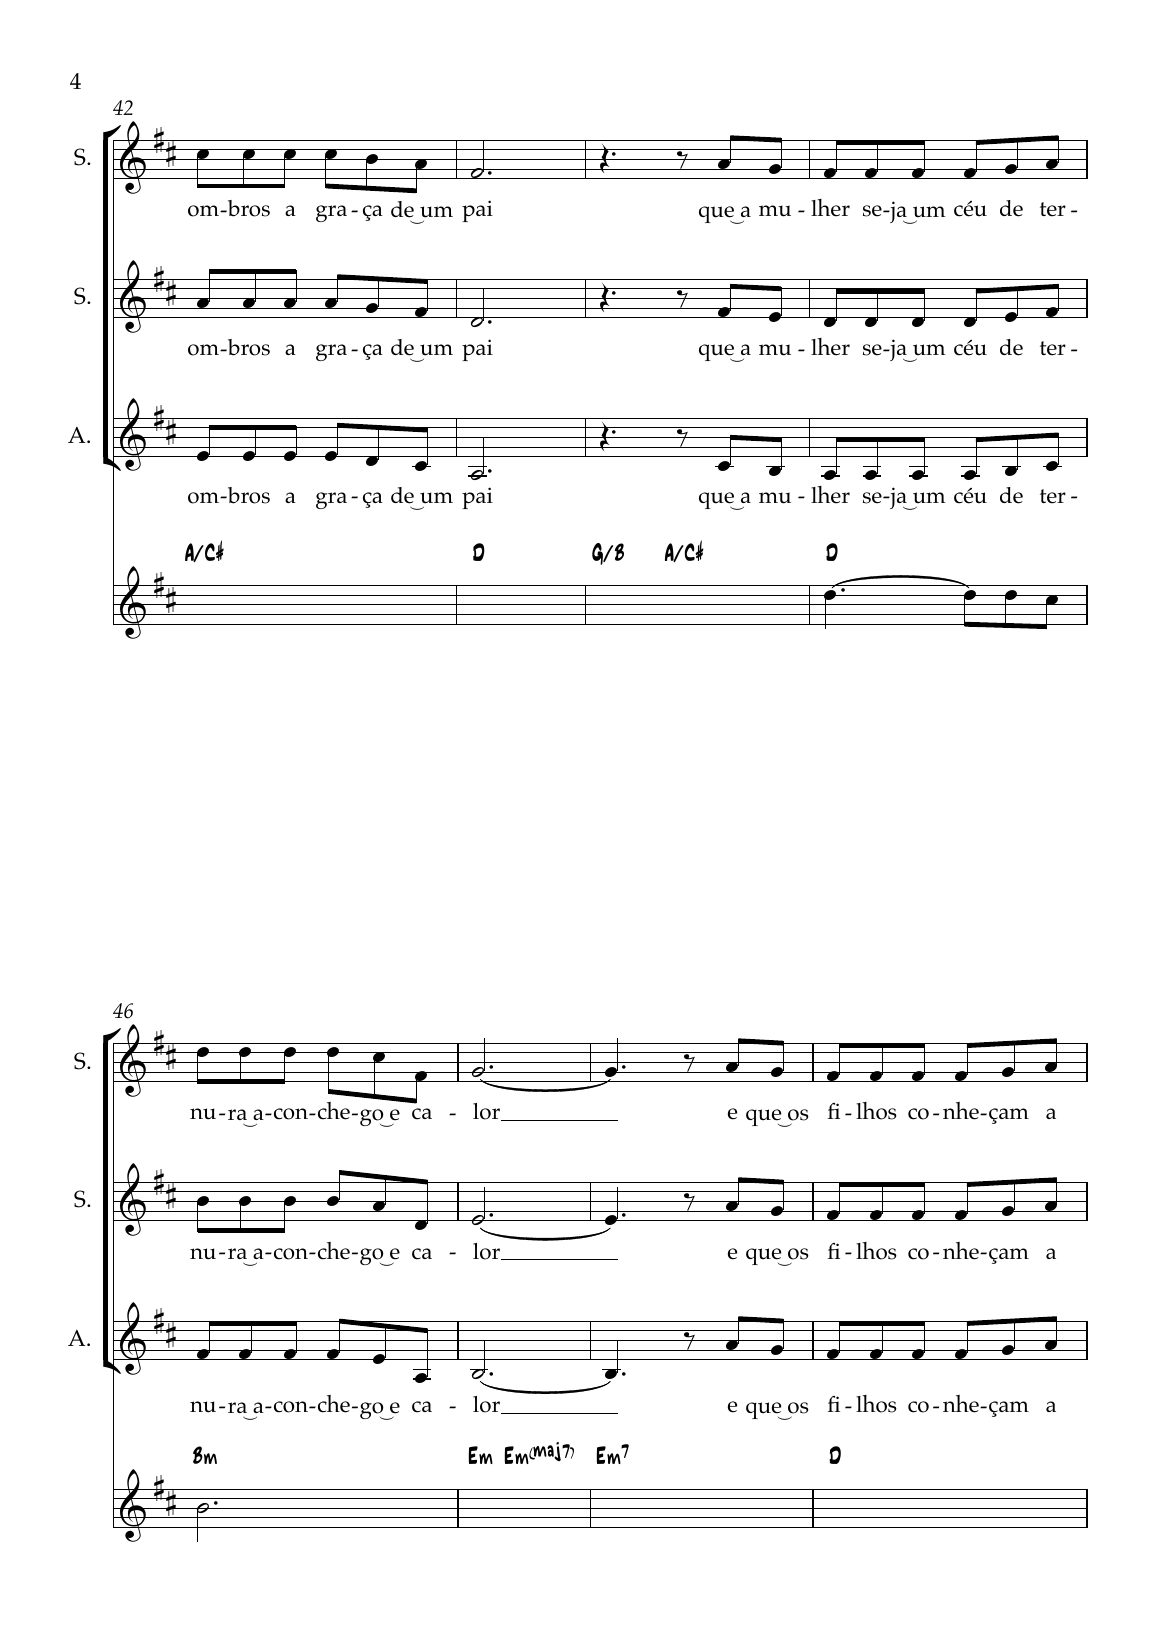 4
42
S.
om-bros a gra-ça de‿um pai que‿a mu-lher se-ja‿um céu de ter-
S.
om-bros a gra-ça de‿um pai que‿a mu-lher se-ja‿um céu de ter-
A.
om-bros a gra-ça de‿um pai que‿a mu-lher se-ja‿um céu de ter-
A/C# D G/B A/C# D
46
S.
nu-ra‿a-con-che-go‿e ca-lor e que‿os fi-lhos co-nhe-çam a
S.
nu-ra‿a-con-che-go‿e ca-lor e que‿os fi-lhos co-nhe-çam a
A.
nu-ra‿a-con-che-go‿e ca-lor e que‿os fi-lhos co-nhe-çam a
Bm Em Em(maj7) Em7 D